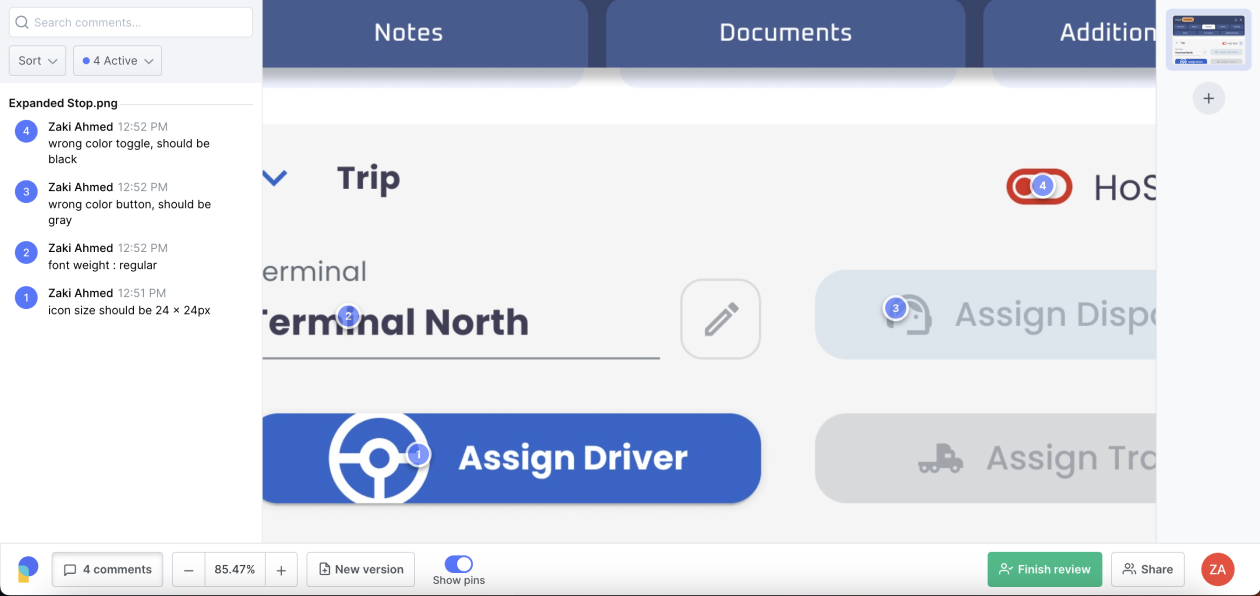 Search comments...
Sort
4 Active
Expanded Stop.png
4
Zaki Ahmed 12:52 PM
wrong color toggle, should be
black
3
Zaki Ahmed 12:52 PM
wrong color button, should be
gray
2
Zaki Ahmed 12:52 PM
font weight : regular
1
Zaki Ahmed 12:51 PM
icon size should be 24 × 24px
Notes
Documents
Addition
Trip
4
HoS
erminal
Terminal North
2
3
Assign Dispa
1
Assign Driver
Assign Tra
4 comments
85.47%
New version
Show pins
Finish review
Share
ZA